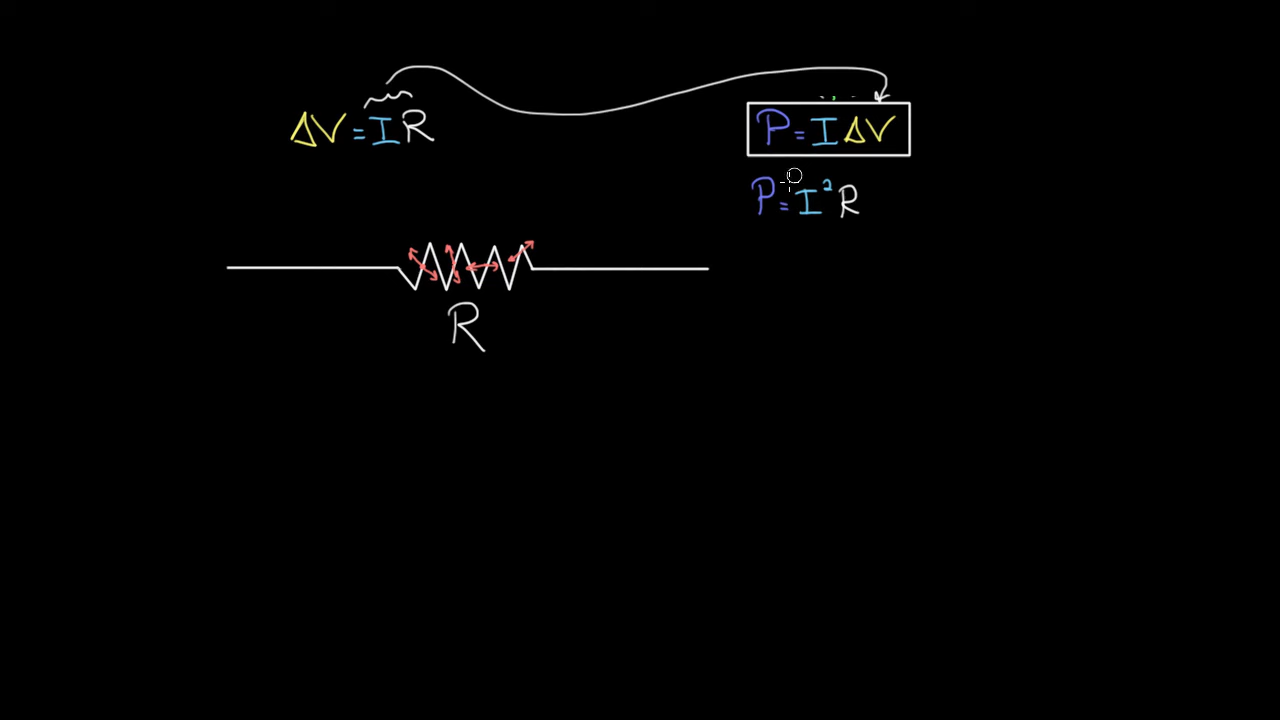 ΔV = IR
P = IΔV
P = I²R
R